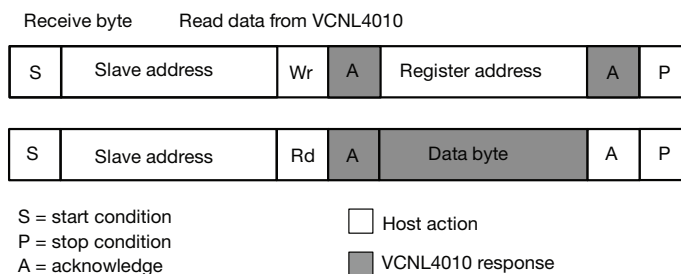 Receive byte Read data from VCNL4010
S Slave address Wr A Register address A P
S Slave address Rd A Data byte A P
S = start condition
P = stop condition
A = acknowledge
Host action
VCNL4010 response